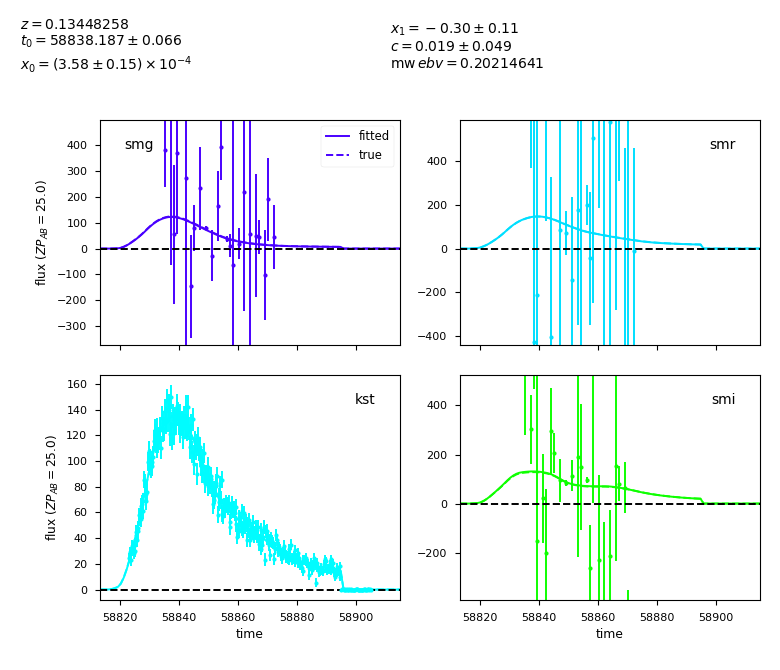 z = 0.13448258
t₀ = 58838.187 ± 0.066
x₀ = (3.58 ± 0.15) × 10⁻⁴
x₁ = −0.30 ± 0.11
c = 0.019 ± 0.049
mw ebv = 0.20214641
smg
fitted
true
400
300
200
100
0
−100
−200
−300
flux (ZP_AB = 25.0)
smr
400
200
0
−200
−400
kst
160
140
120
100
80
60
40
20
0
flux (ZP_AB = 25.0)
58820 58840 58860 58880 58900
time
smi
400
200
0
−200
58820 58840 58860 58880 58900
time